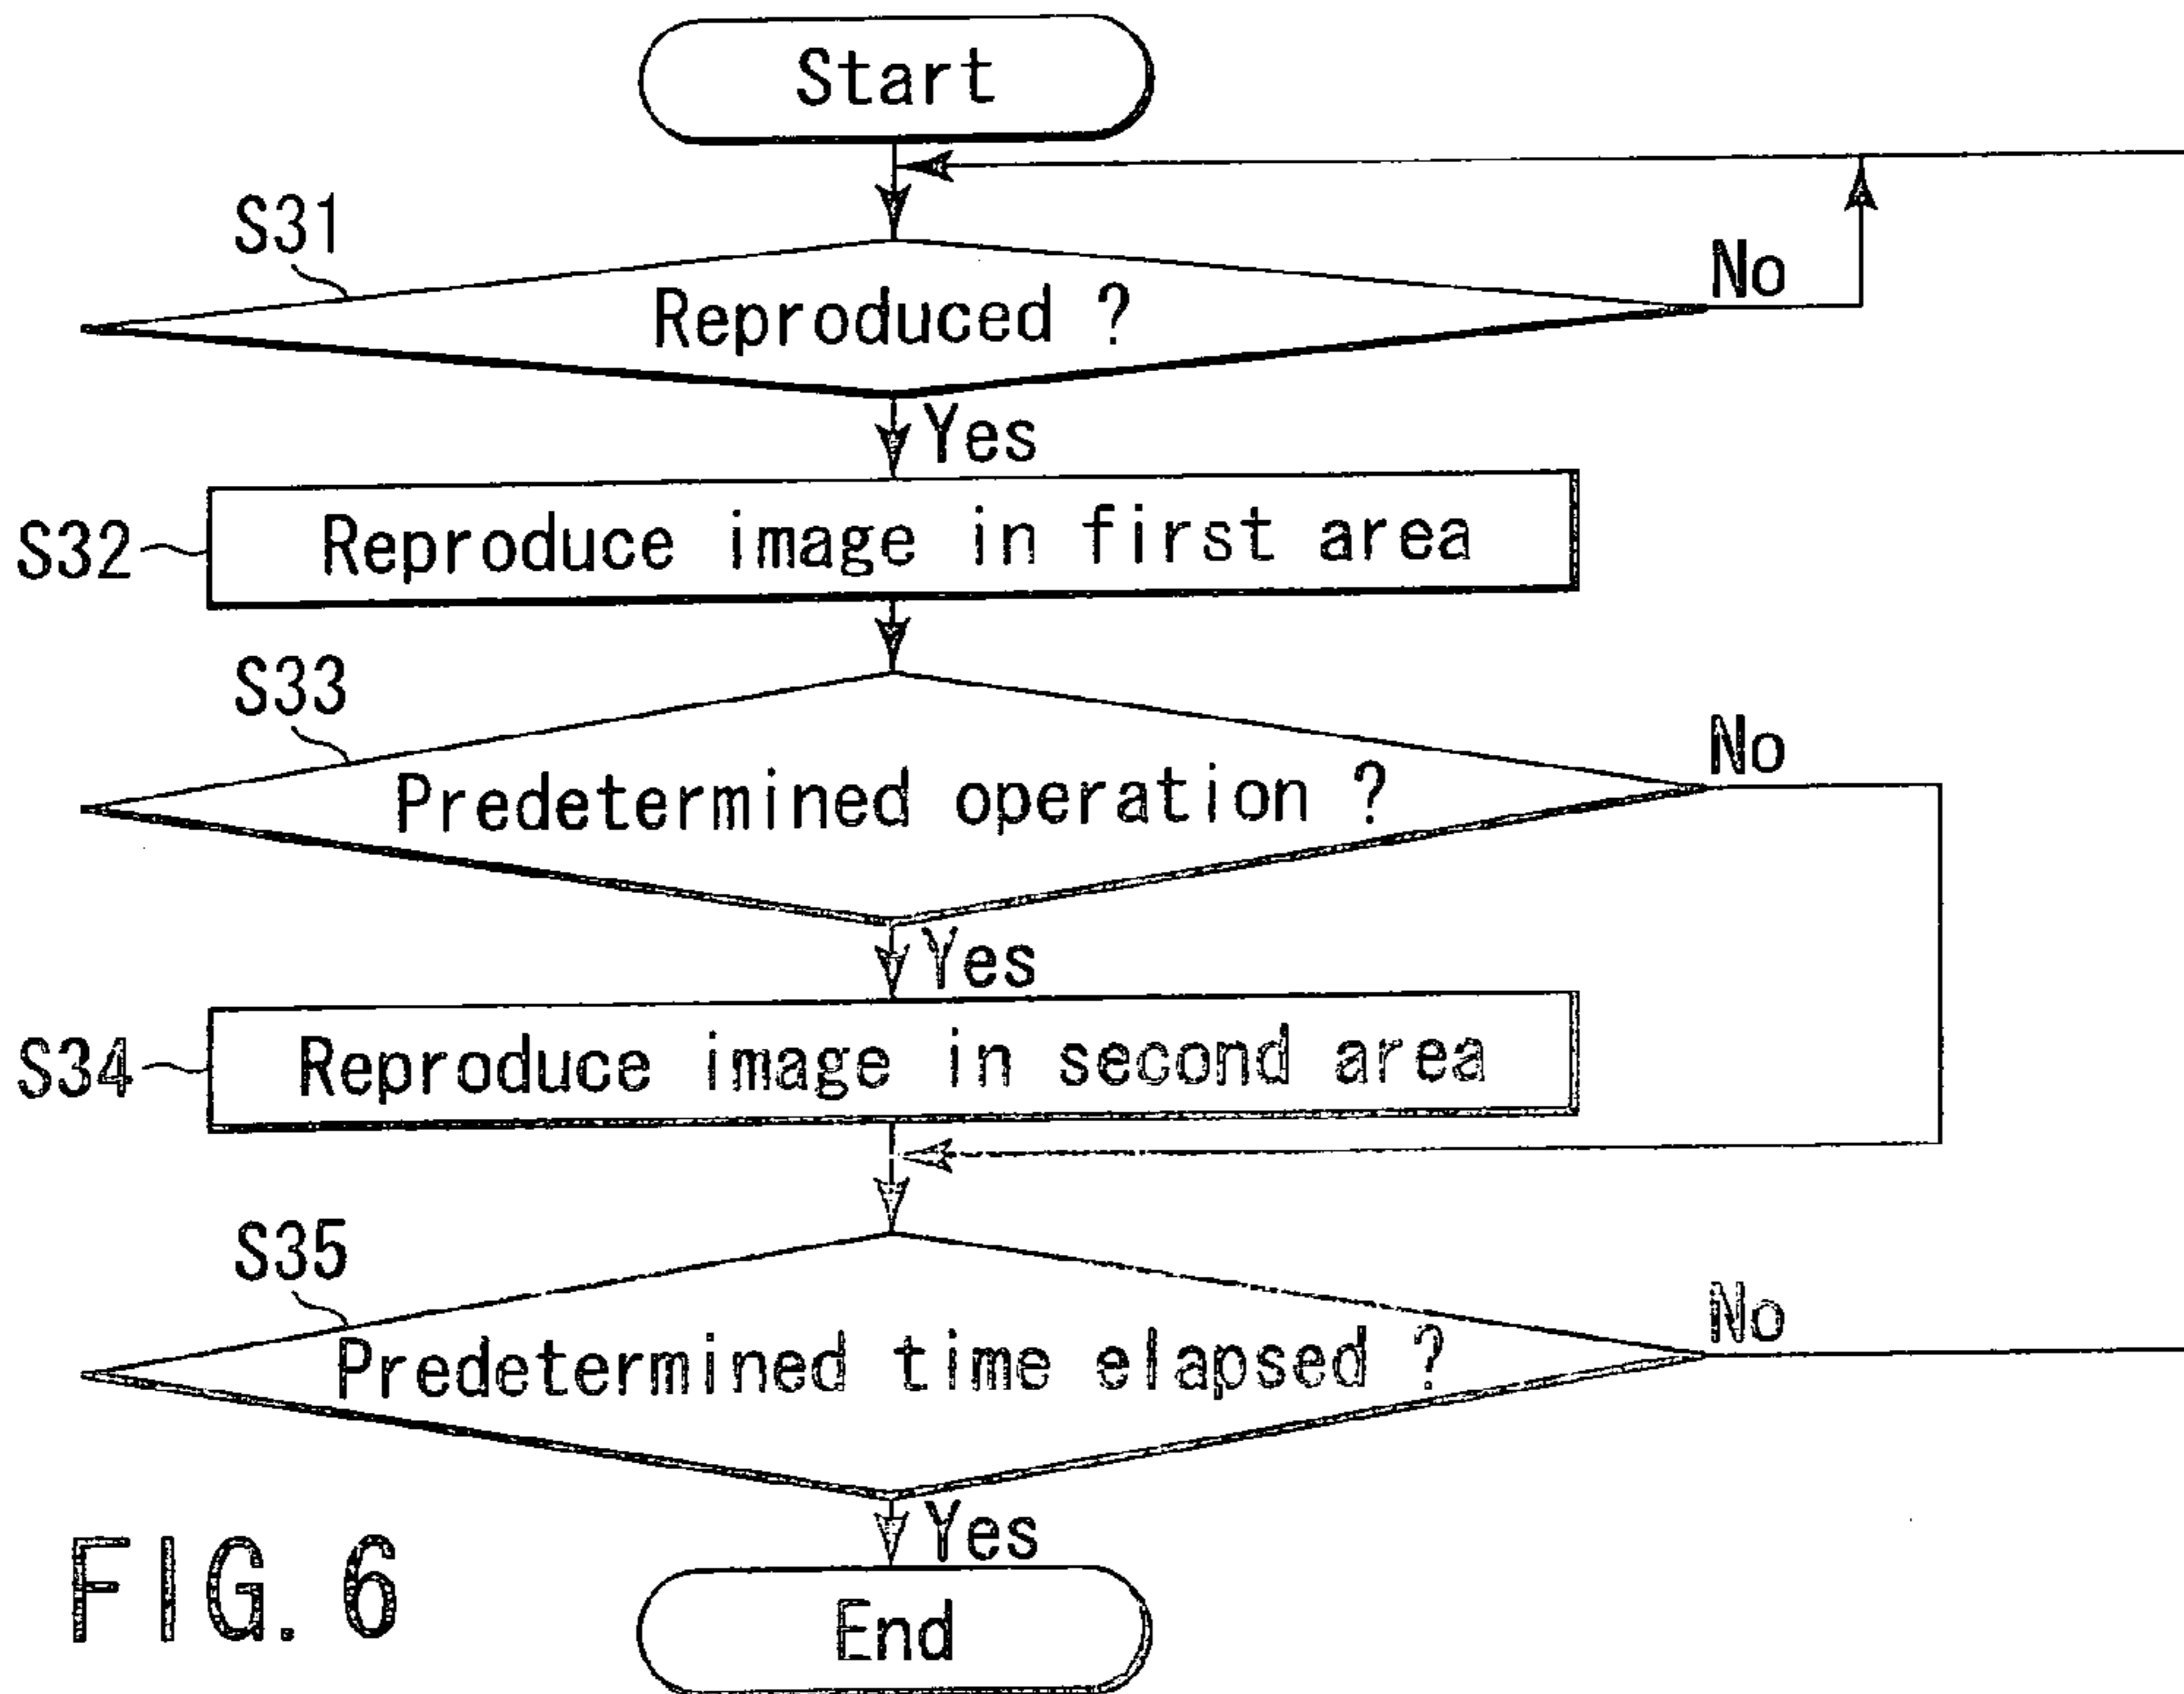 Start
S31
Reproduced ?
No
Yes
S32
Reproduce image in first area
S33
Predetermined operation ?
No
Yes
S34
Reproduce image in second area
S35
Predetermined time elapsed ?
No
Yes
End
FIG. 6